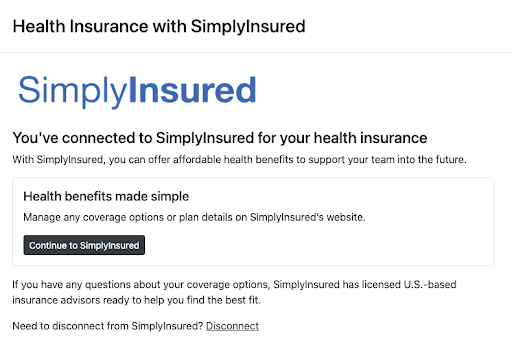 Health Insurance with SimplyInsured
SimplyInsured
You've connected to SimplyInsured for your health insurance
With SimplyInsured, you can offer affordable health benefits to support your team into the future.
Health benefits made simple
Manage any coverage options or plan details on SimplyInsured's website.
Continue to SimplyInsured
If you have any questions about your coverage options, SimplyInsured has licensed U.S.-based
insurance advisors ready to help you find the best fit.
Need to disconnect from SimplyInsured? Disconnect